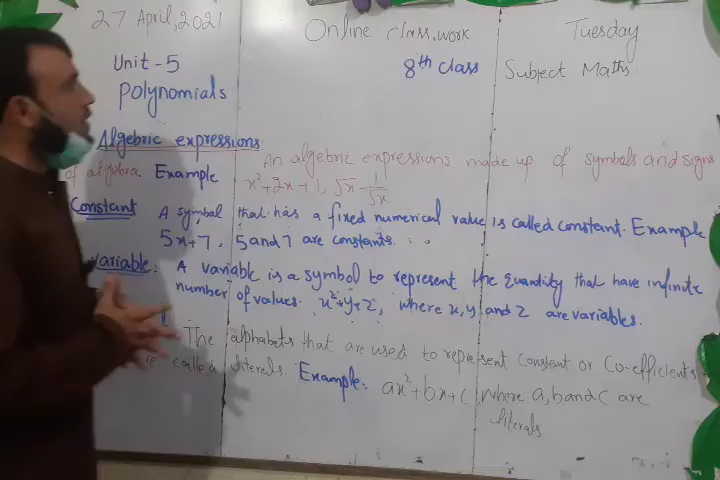 27 April, 2021 Online class.work Tuesday
Unit-5 8th class Subject Maths.
Polynomials
Algebric expressions: An algebric expressions made up of symbols and signs
of algebra. Example x²+2x+1, √x - 1/√x
Constant A symbol that has a fixed numerical value is called constant. Example
5x+7, 5 and 7 are constants.
variable. A variable is a symbol to represent the quantity that have infinite
number of values. x²+y+z, where x, y and z are variables.
The alphabets that are used to represent constant or Co-efficients
called literals. Example: ax²+bx+c, where a, b and c are
literals